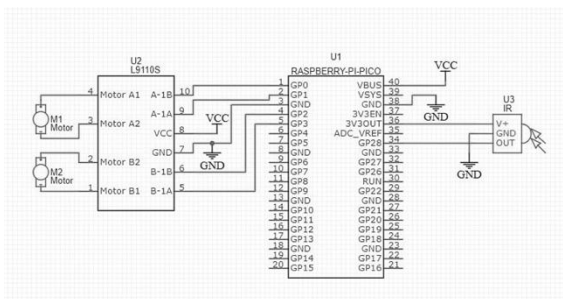 U2
L9110S
4 Motor A1 A-1B 10
3 Motor A2 A-1A 9
VCC 8
GND 7
2 Motor B2 B-1B 6
1 Motor B1 B-1A 5
M1
Motor
M2
Motor
VCC
GND
U1
RASPBERRY-PI-PICO
1 GP0 VBUS 40
2 GP1 VSYS 39
3 GND GND 38
4 GP2 3V3EN 37
5 GP3 3V3OUT 36
6 GP4 ADC_VREF 35
7 GP5 GP28 34
8 GND GND 33
9 GP6 GP27 32
10 GP7 GP26 31
11 GP8 RUN 30
12 GP9 GP22 29
13 GND GND 28
14 GP10 GP21 27
15 GP11 GP20 26
16 GP12 GP19 25
17 GP13 GP18 24
18 GND GND 23
19 GP14 GP17 22
20 GP15 GP16 21
VCC
GND
GND
U3
IR
V+
GND
OUT